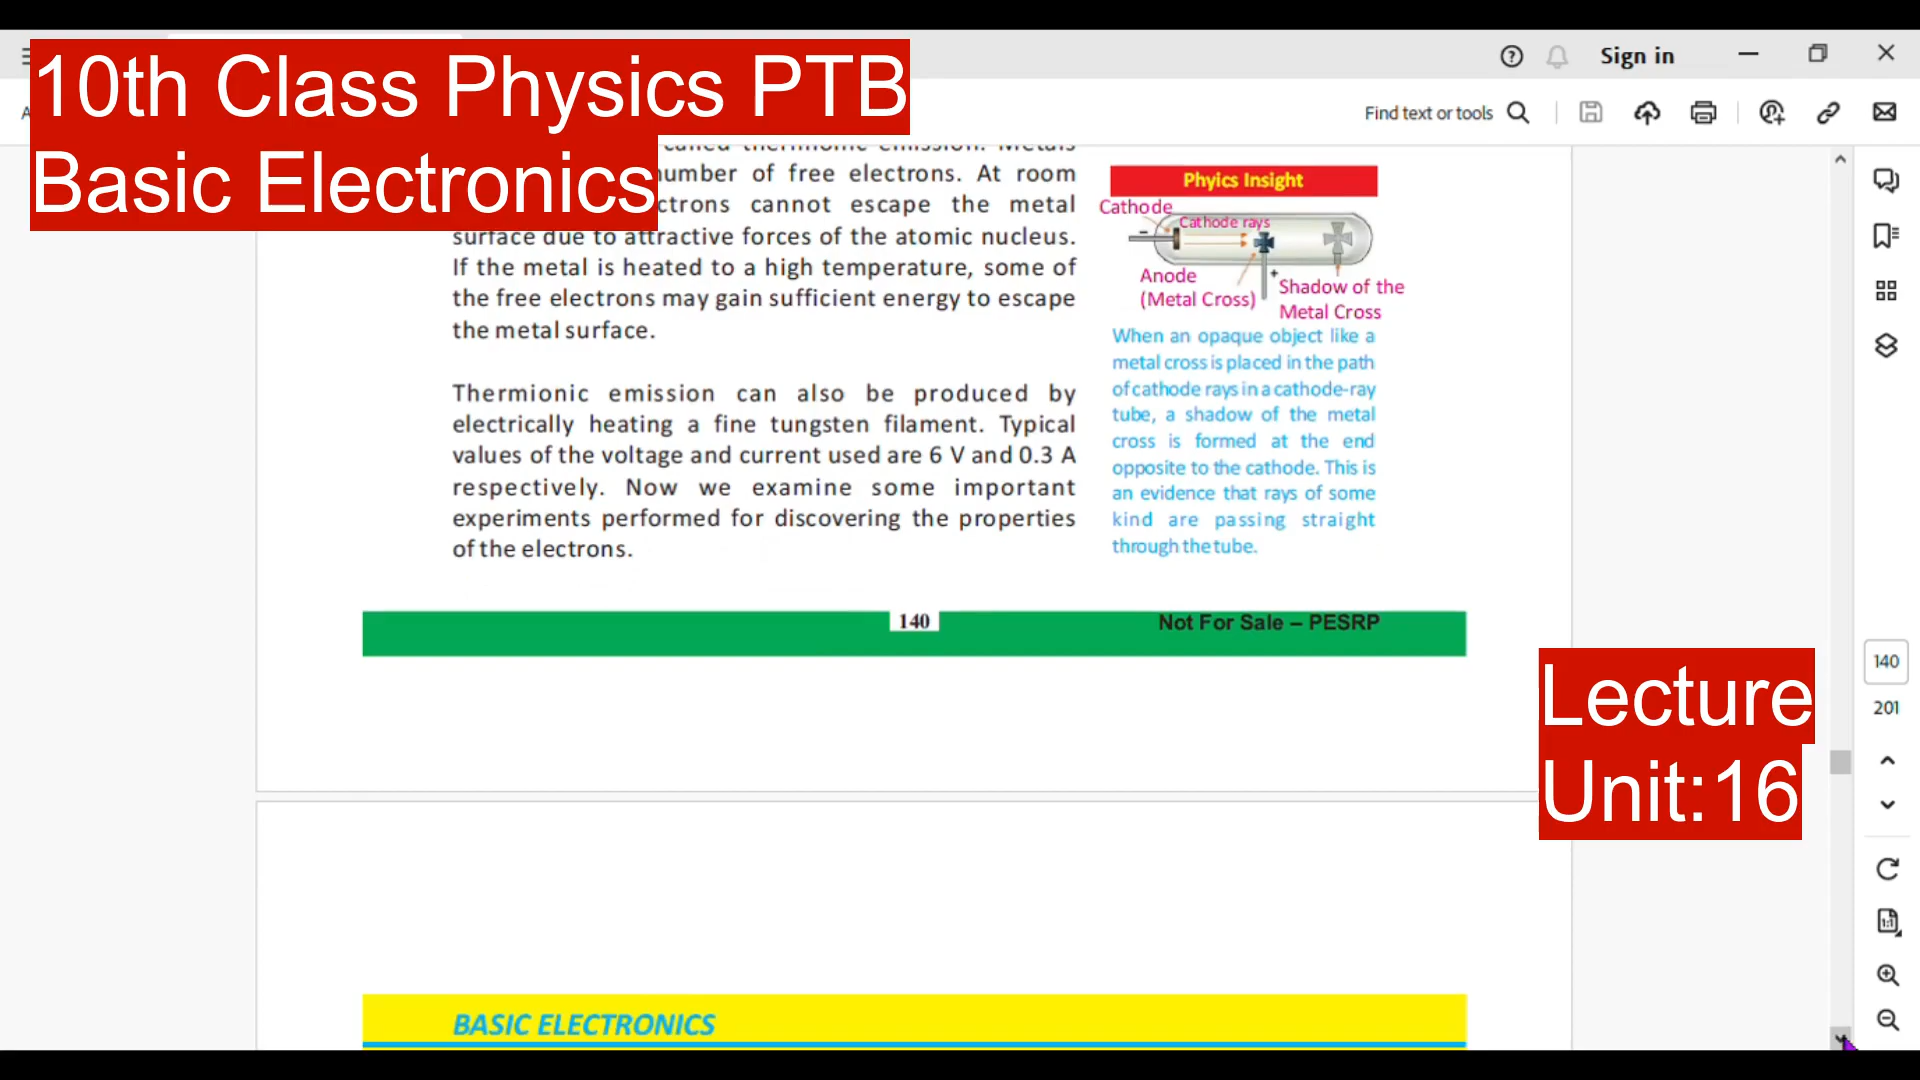 10th Class Physics PTB
Basic Electronics
Sign in
Find text or tools
called thermionic emission. Metals
number of free electrons. At room
ctrons cannot escape the metal
surface due to attractive forces of the atomic nucleus.
If the metal is heated to a high temperature, some of
the free electrons may gain sufficient energy to escape
the metal surface.
Thermionic emission can also be produced by
electrically heating a fine tungsten filament. Typical
values of the voltage and current used are 6 V and 0.3 A
respectively. Now we examine some important
experiments performed for discovering the properties
of the electrons.
Phyics Insight
Cathode
Cathode rays
Anode
(Metal Cross)
Shadow of the
Metal Cross
When an opaque object like a
metal cross is placed in the path
of cathode rays in a cathode-ray
tube, a shadow of the metal
cross is formed at the end
opposite to the cathode. This is
an evidence that rays of some
kind are passing straight
through the tube.
140
Not For Sale – PESRP
Lecture
Unit:16
140
201
BASIC ELECTRONICS